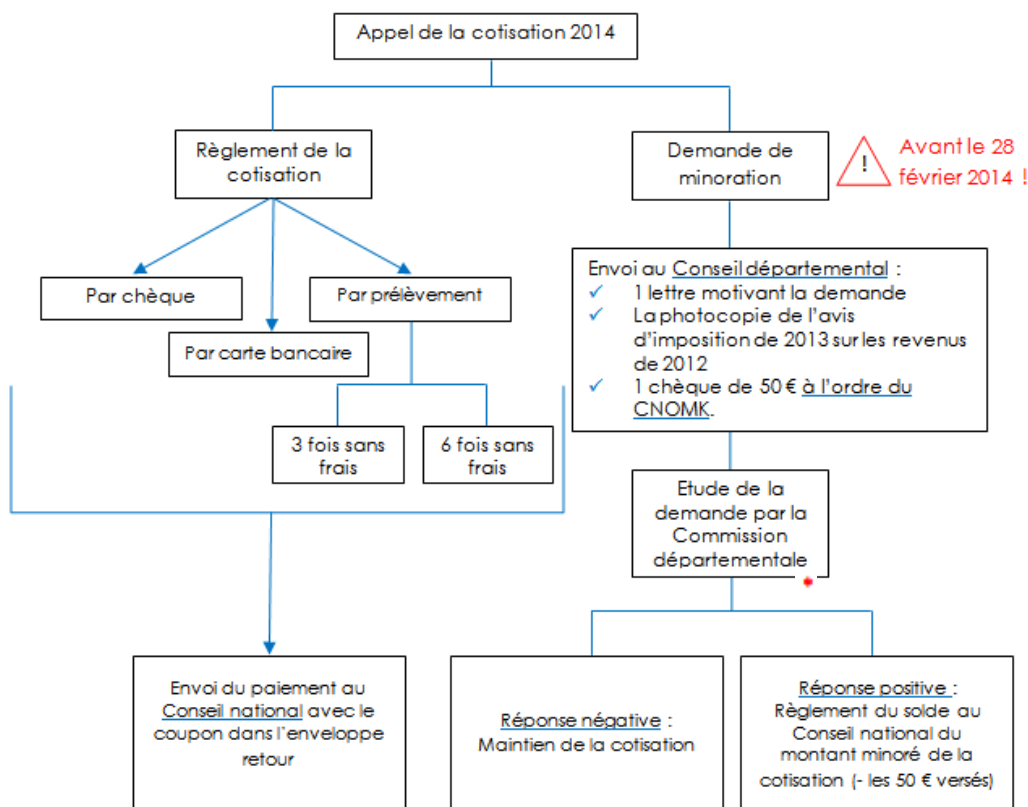 Appel de la cotisation 2014
Règlement de la
cotisation
Demande de
minoration
!
Avant le 28
février 2014 !
Par chèque
Par prélèvement
Par carte bancaire
3 fois sans
frais
6 fois sans
frais
Envoi au Conseil départemental :
✓ 1 lettre motivant la demande
✓ La photocopie de l'avis
d'imposition de 2013 sur les revenus
de 2012
✓ 1 chèque de 50 € à l'ordre du
CNOMK.
Etude de la
demande par la
Commission
départementale
*
Envoi du paiement au
Conseil national avec le
coupon dans l'enveloppe
retour
Réponse négative :
Maintien de la cotisation
Réponse positive :
Règlement du solde au
Conseil national du
montant minoré de la
cotisation (- les 50 € versés)